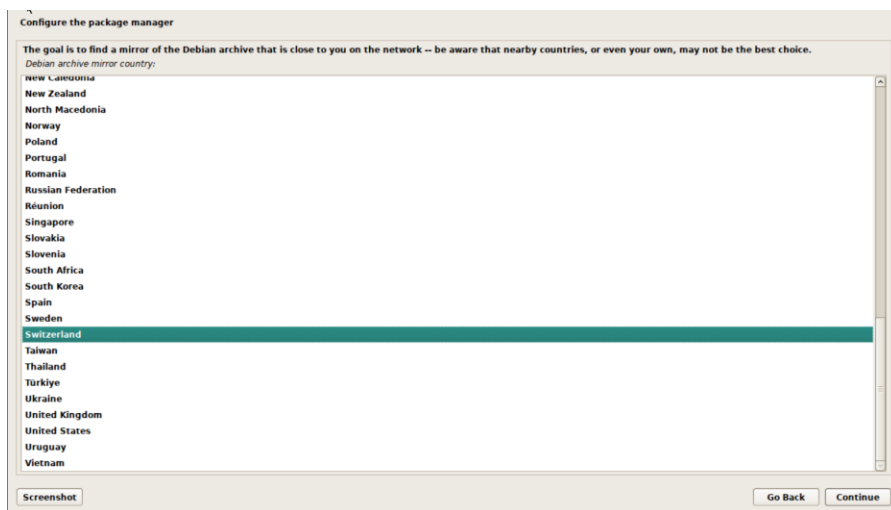 Configure the package manager
The goal is to find a mirror of the Debian archive that is close to you on the network -- be aware that nearby countries, or even your own, may not be the best choice.
Debian archive mirror country:
New Caledonia
New Zealand
North Macedonia
Norway
Poland
Portugal
Romania
Russian Federation
Réunion
Singapore
Slovakia
Slovenia
South Africa
South Korea
Spain
Sweden
Switzerland
Taiwan
Thailand
Türkiye
Ukraine
United Kingdom
United States
Uruguay
Vietnam
Screenshot Go Back Continue